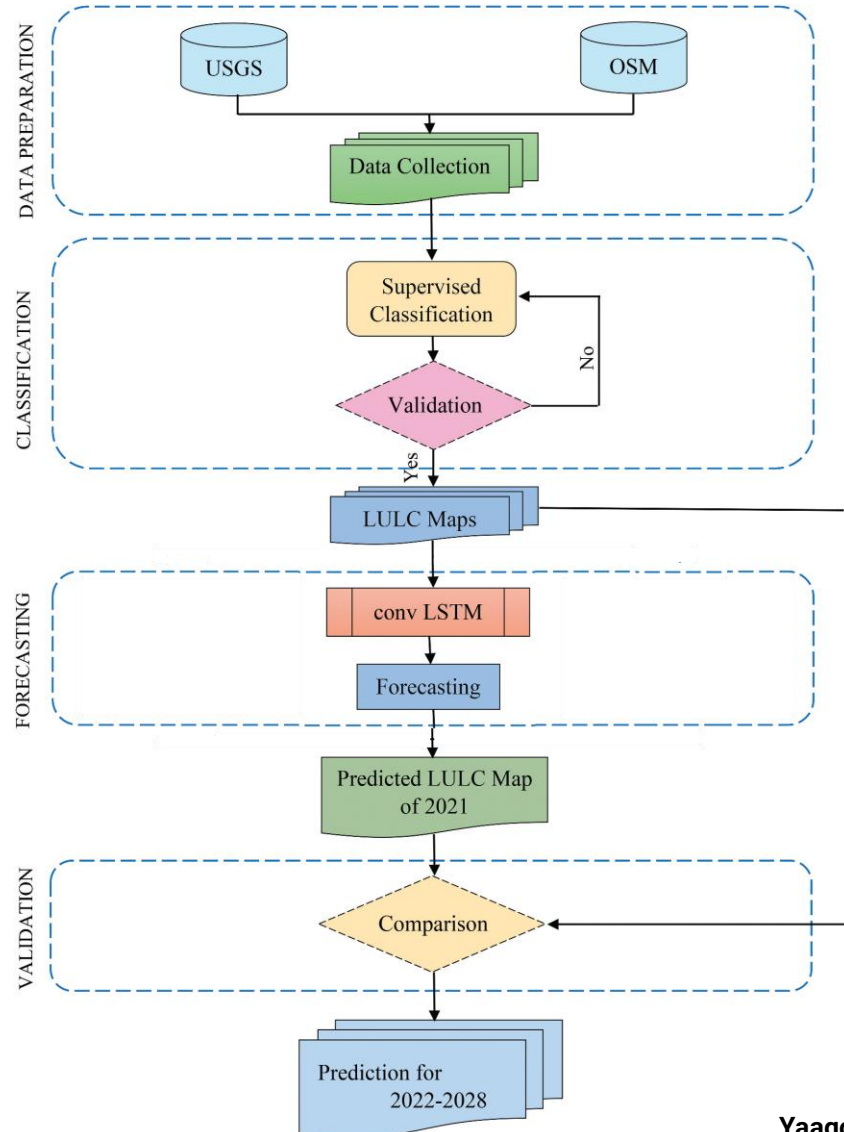 DATA PREPARATION
USGS
OSM
Data Collection
CLASSIFICATION
Supervised
Classification
No
Validation
Yes
LULC Maps
FORECASTING
conv LSTM
Forecasting
Predicted LULC Map
of 2021
VALIDATION
Comparison
Prediction for
2022-2028